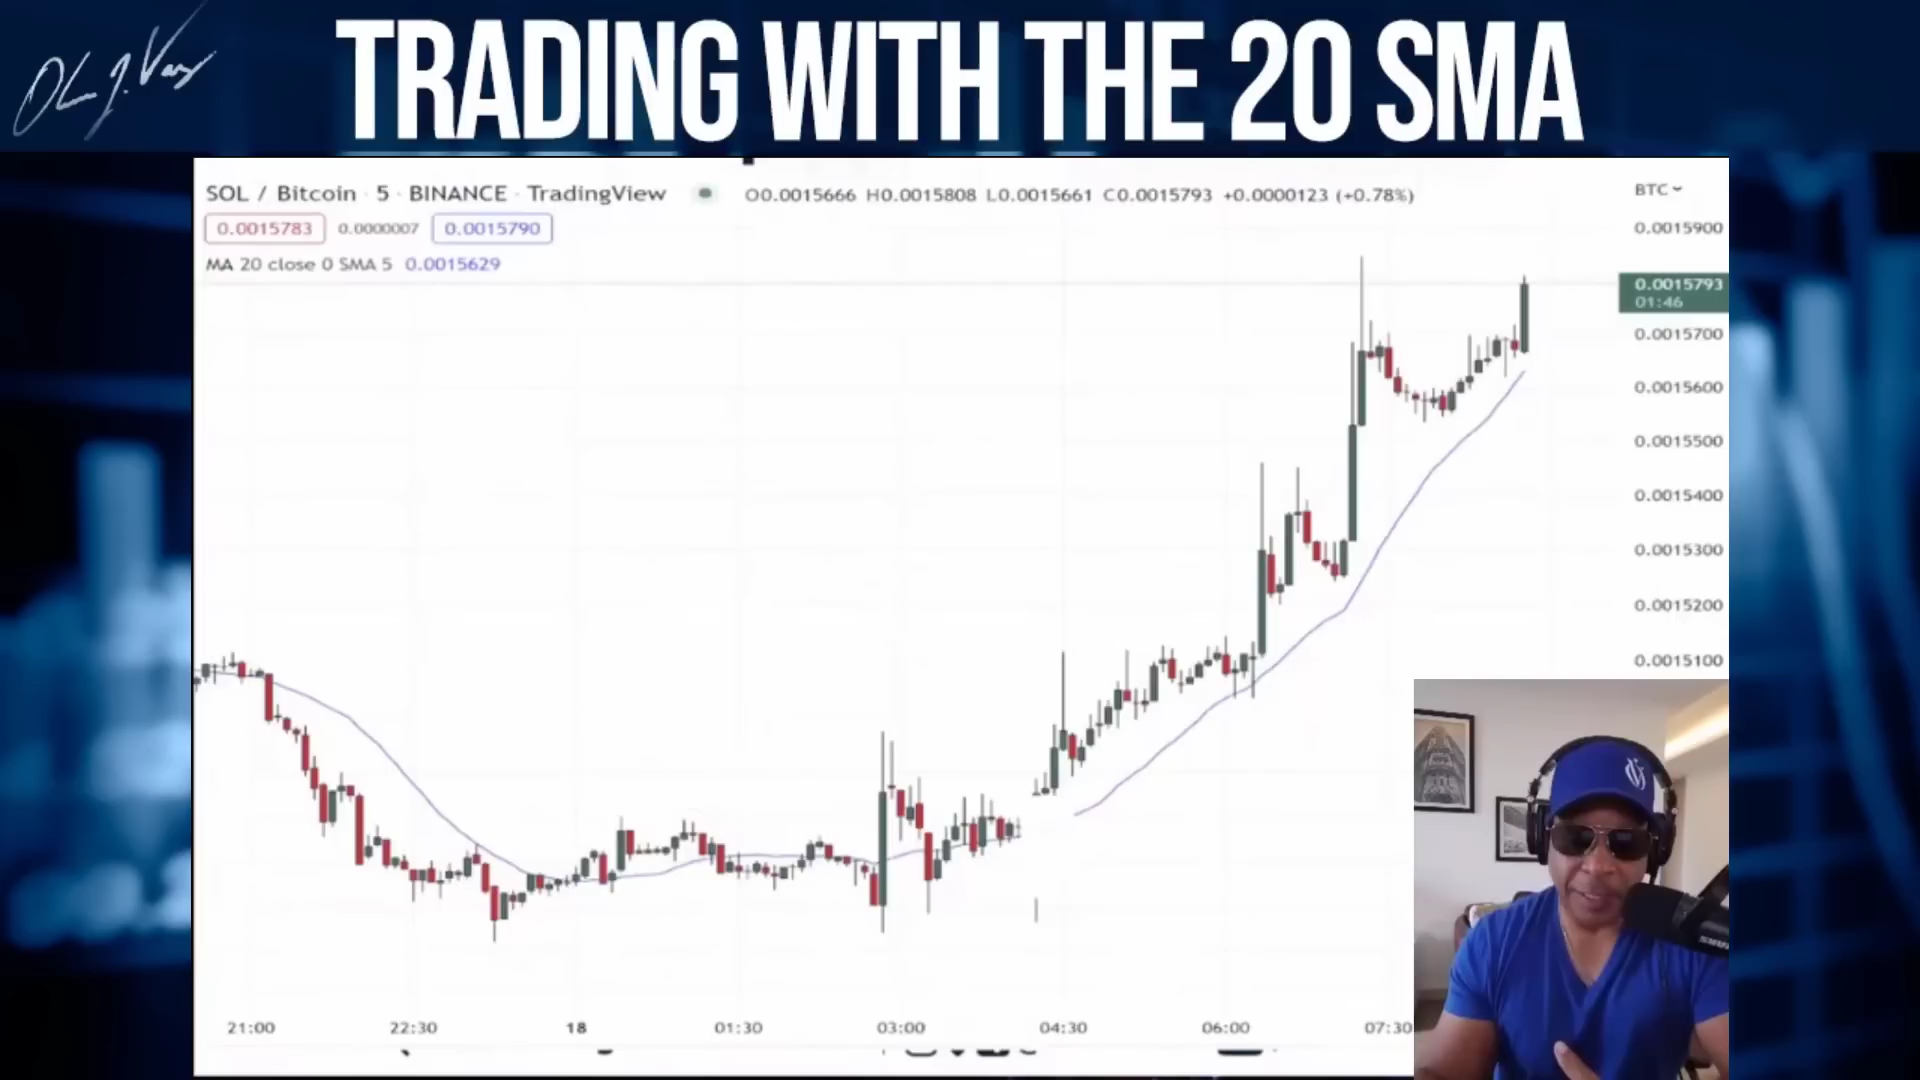 TRADING WITH THE 20 SMA
SOL / Bitcoin · 5 · BINANCE · TradingView O0.0015666 H0.0015808 L0.0015661 C0.0015793 +0.0000123 (+0.78%)
BTC
0.0015783 0.0000007 0.0015790
MA 20 close 0 SMA 5 0.0015629
0.0015900
0.0015793
01:46
0.0015700
0.0015600
0.0015500
0.0015400
0.0015300
0.0015200
0.0015100
21:00 22:30 18 01:30 03:00 04:30 06:00 07:30